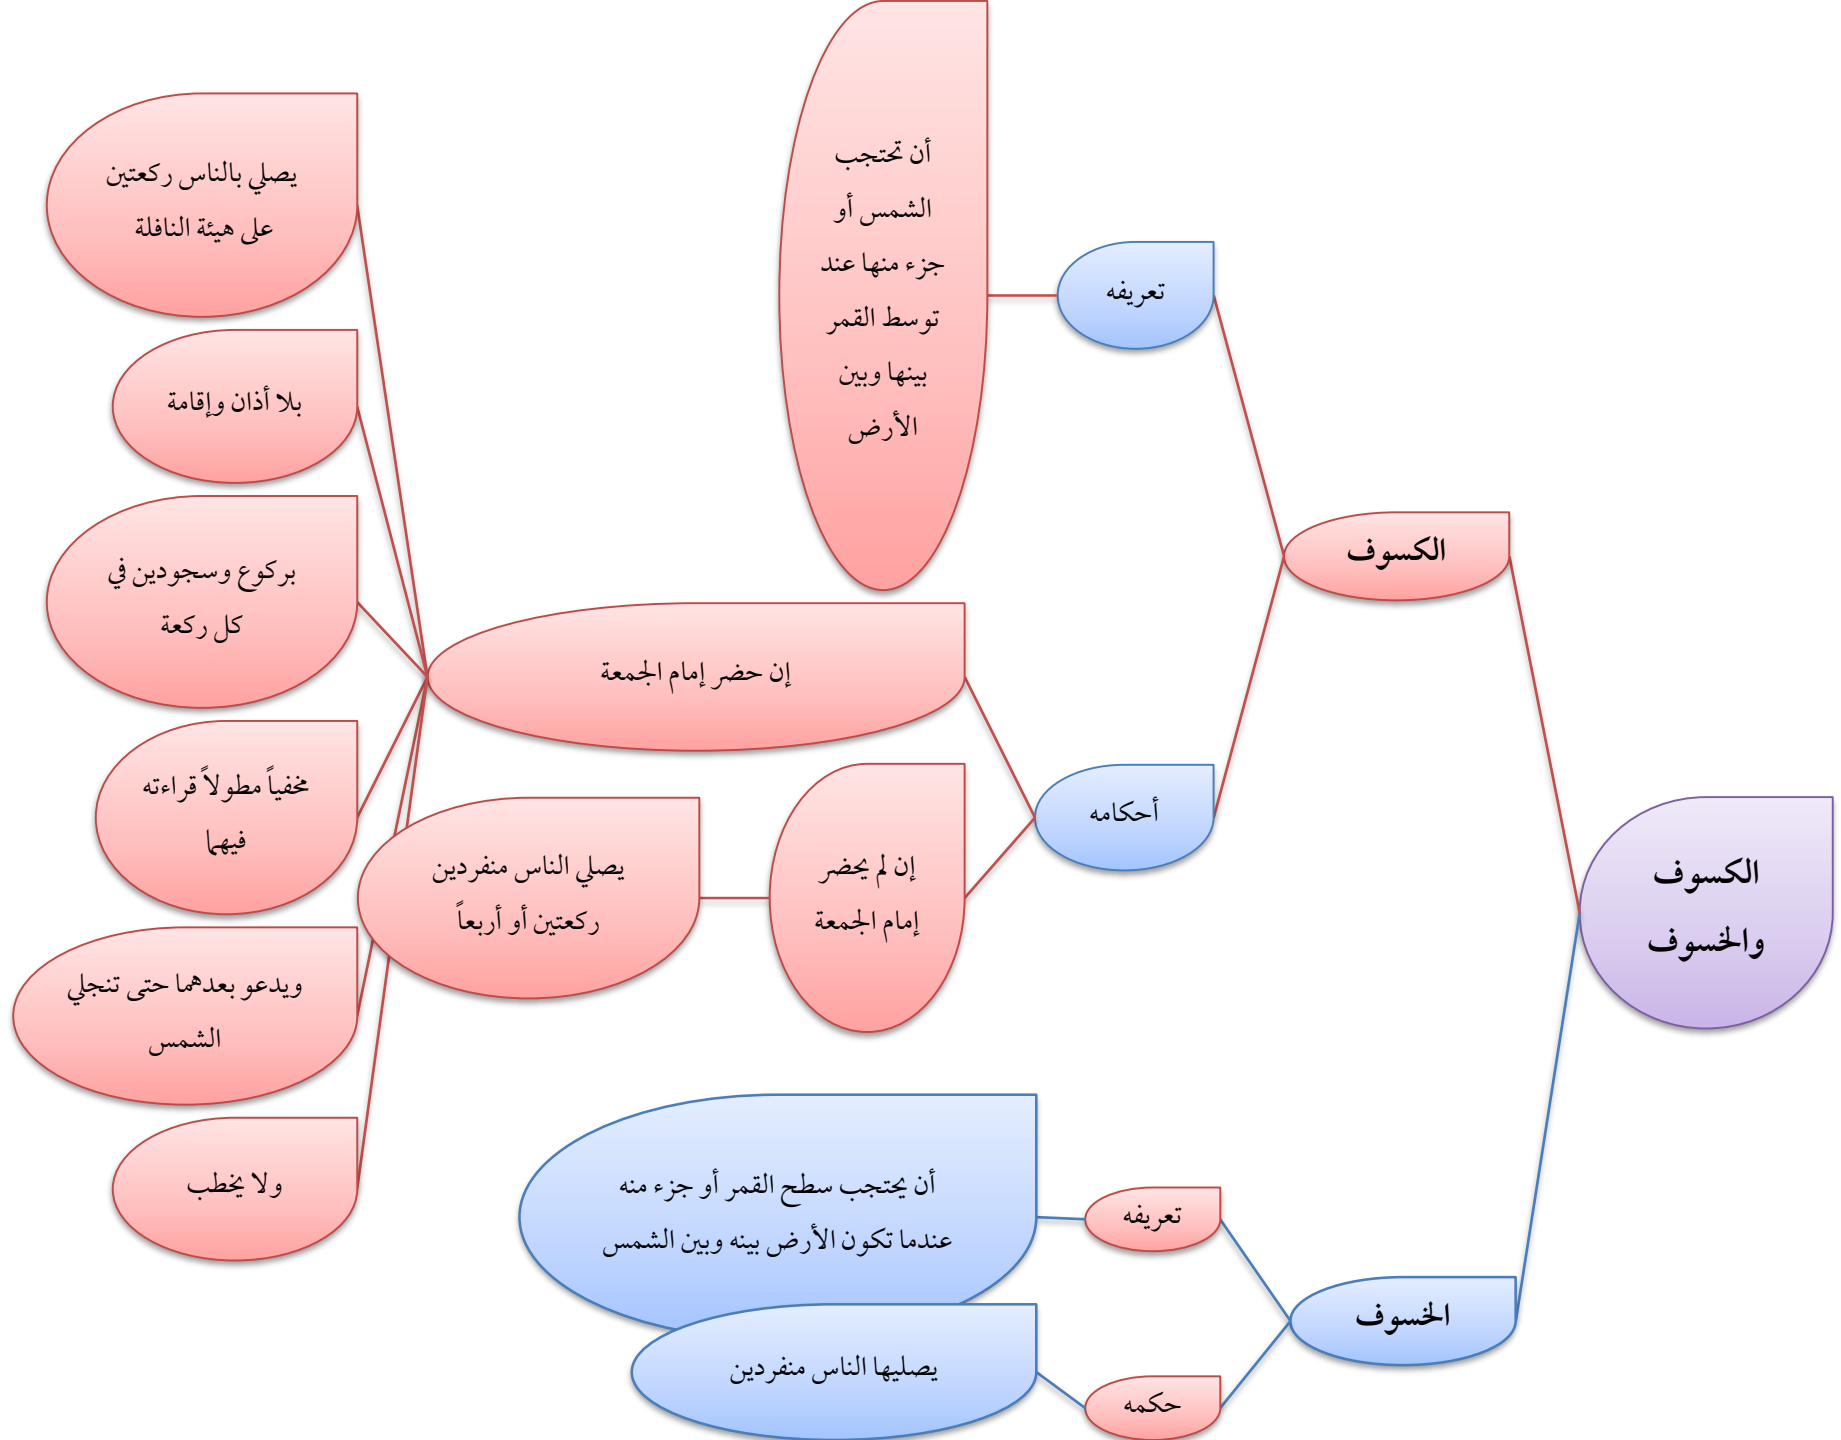 الكسوف
والخسوف
الكسوف
تعريفه
أن تحتجب
الشمس أو
جزء منها عند
توسط القمر
بينها وبين
الأرض
أحكامه
إن حضر إمام الجمعة
يصلي بالناس ركعتين
على هيئة النافلة
بلا أذان وإقامة
بركوع وسجودين في
كل ركعة
مخفياً مطولاً قراءته
فيهما
ويدعو بعدهما حتى تنجلي
الشمس
ولا يخطب
إن لم يحضر
إمام الجمعة
يصلي الناس منفردين
ركعتين أو أربعاً
الخسوف
تعريفه
أن يحتجب سطح القمر أو جزء منه
عندما تكون الأرض بينه وبين الشمس
حكمه
يصليها الناس منفردين